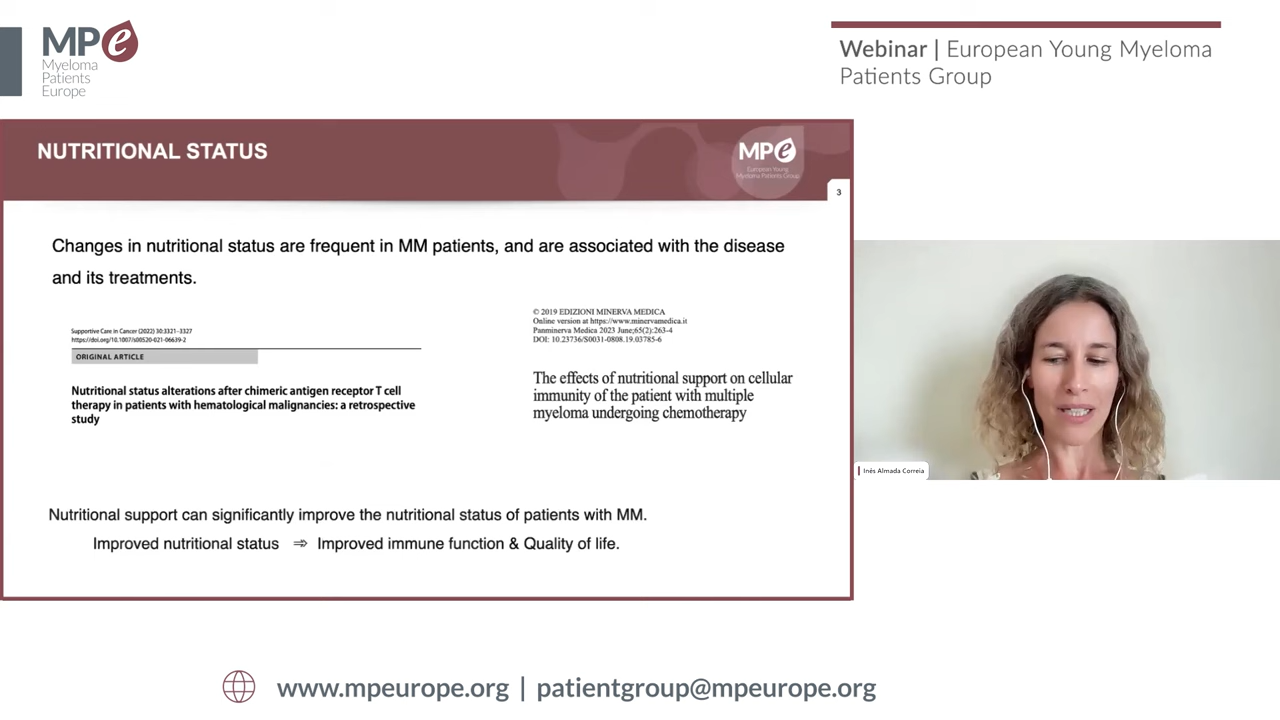 MPe
Myeloma
Patients
Europe
Webinar | European Young Myeloma
Patients Group
NUTRITIONAL STATUS
MPe
European Young
Myeloma Patients Group
3
Changes in nutritional status are frequent in MM patients, and are associated with the disease
and its treatments.
Supportive Care in Cancer (2022) 30:3321–3327
https://doi.org/10.1007/s00520-021-06639-2
ORIGINAL ARTICLE
Nutritional status alterations after chimeric antigen receptor T cell
therapy in patients with hematological malignancies: a retrospective
study
© 2019 EDIZIONI MINERVA MEDICA
Online version at https://www.minervamedica.it
Panminerva Medica 2023 June;65(2):263-4
DOI: 10.23736/S0031-0808.19.03785-6
The effects of nutritional support on cellular
immunity of the patient with multiple
myeloma undergoing chemotherapy
Nutritional support can significantly improve the nutritional status of patients with MM.
Improved nutritional status ⇒ Improved immune function & Quality of life.
Inês Almada Correia
www.mpeurope.org | patientgroup@mpeurope.org